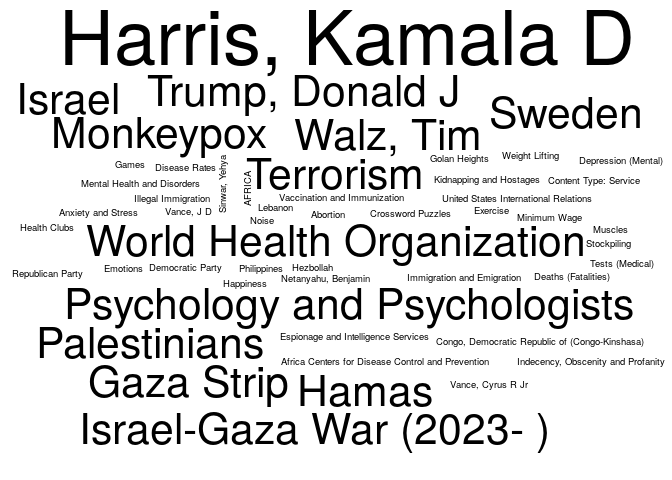 Harris, Kamala D
Israel
Trump, Donald J
Sweden
Monkeypox
Walz, Tim
Games
Disease Rates
Sinwar, Yehya
AFRICA
Terrorism
Golan Heights
Weight Lifting
Depression (Mental)
Mental Health and Disorders
Kidnapping and Hostages
Content Type: Service
Illegal Immigration
Vaccination and Immunization
United States International Relations
Anxiety and Stress
Vance, J D
Lebanon
Noise
Abortion
Crossword Puzzles
Exercise
Minimum Wage
Health Clubs
World Health Organization
Muscles
Stockpiling
Republican Party
Emotions
Democratic Party
Philippines
Hezbollah
Tests (Medical)
Happiness
Netanyahu, Benjamin
Immigration and Emigration
Deaths (Fatalities)
Psychology and Psychologists
Palestinians
Espionage and Intelligence Services
Congo, Democratic Republic of (Congo-Kinshasa)
Africa Centers for Disease Control and Prevention
Indecency, Obscenity and Profanity
Gaza Strip
Hamas
Vance, Cyrus R Jr
Israel-Gaza War (2023- )